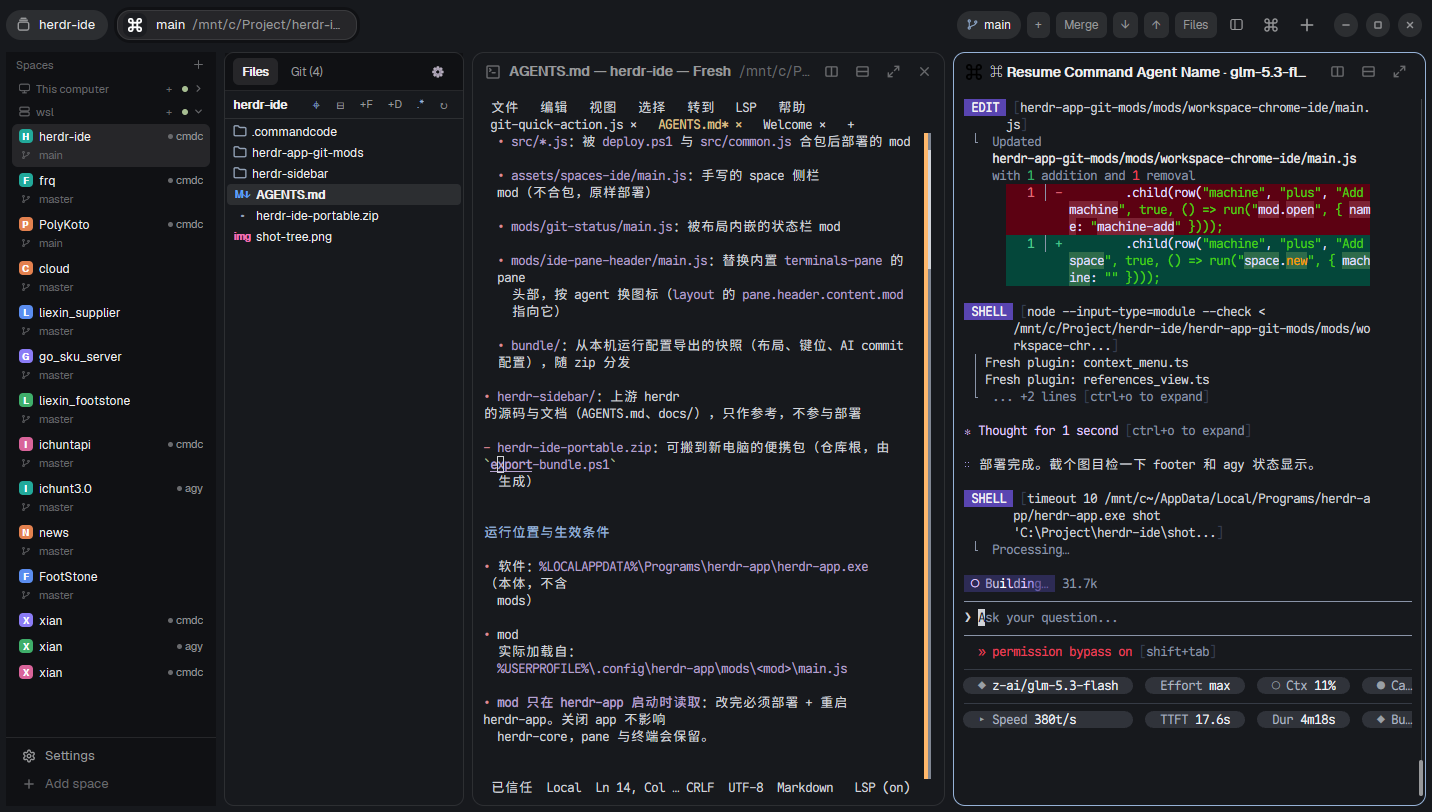 herdr-ide
main /mnt/c/Project/herdr-i…
main
+
Merge
Files
Spaces
This computer
wsl
H herdr-ide cmdc
main
F frq cmdc
master
P PolyKoto cmdc
main
C cloud
master
L liexin_supplier
master
G go_sku_server
master
L liexin_footstone
master
I ichuntapi cmdc
master
I ichunt3.0 agy
master
N news
master
F FootStone
master
X xian cmdc
X xian agy
X xian cmdc
Settings
+ Add space
Files Git (4)
herdr-ide +F +D .*
.commandcode
herdr-app-git-mods
herdr-sidebar
M↓ AGENTS.md
herdr-ide-portable.zip
img shot-tree.png
AGENTS.md — herdr-ide — Fresh /mnt/c/P…
文件 编辑 视图 选择 转到 LSP 帮助
git-quick-action.js × AGENTS.md* × Welcome × +
• src/*.js: 被 deploy.ps1 与 src/common.js 合包后部署的 mod
• assets/spaces-ide/main.js: 手写的 space 侧栏
mod（不合包，原样部署）
• mods/git-status/main.js: 被布局内嵌的状态栏 mod
• mods/ide-pane-header/main.js: 替换内置 terminals-pane 的
pane
头部，按 agent 换图标（layout 的 pane.header.content.mod
指向它）
• bundle/: 从本机运行配置导出的快照（布局、键位、AI commit
配置），随 zip 分发
• herdr-sidebar/: 上游 herdr
的源码与文档（AGENTS.md、docs/），只作参考，不参与部署
– herdr-ide-portable.zip: 可搬到新电脑的便携包（仓库根，由
`export-bundle.ps1`
生成）
运行位置与生效条件
• 软件: %LOCALAPPDATA%\Programs\herdr-app\herdr-app.exe
（本体，不含
mods）
• mod
实际加载自:
%USERPROFILE%\.config\herdr-app\mods\<mod>\main.js
• mod 只在 herdr-app 启动时读取: 改完必须部署 + 重启
herdr-app。关闭 app 不影响
herdr-core，pane 与终端会保留。
已信任 Local Ln 14, Col … CRLF UTF-8 Markdown LSP (on)
⌘ Resume Command Agent Name · glm-5.3-fl…
EDIT [herdr-app-git-mods/mods/workspace-chrome-ide/main.
js]
Updated
herdr-app-git-mods/mods/workspace-chrome-ide/main.js
with 1 addition and 1 removal
1 - .child(row("machine", "plus", "Add
machine", true, () => run("mod.open", { nam
e: "machine-add" })));
1 + .child(row("machine", "plus", "Add
space", true, () => run("space.new", { mach
ine: "" })));
SHELL [node --input-type=module --check <
/mnt/c/Project/herdr-ide/herdr-app-git-mods/mods/wo
rkspace-chr...]
Fresh plugin: context_menu.ts
Fresh plugin: references_view.ts
... +2 lines [ctrl+o to expand]
Thought for 1 second [ctrl+o to expand]
部署完成。截个图目检一下 footer 和 agy 状态显示。
SHELL [timeout 10 /mnt/c~/AppData/Local/Programs/herdr-a
pp/herdr-app.exe shot
'C:\Project\herdr-ide\shot...]
Processing…
Building… 31.7k
❯ Ask your question...
» permission bypass on [shift+tab]
◆ z-ai/glm-5.3-flash Effort max Ctx 11% Ca…
Speed 380t/s TTFT 17.6s Dur 4m18s ◆ Bu…